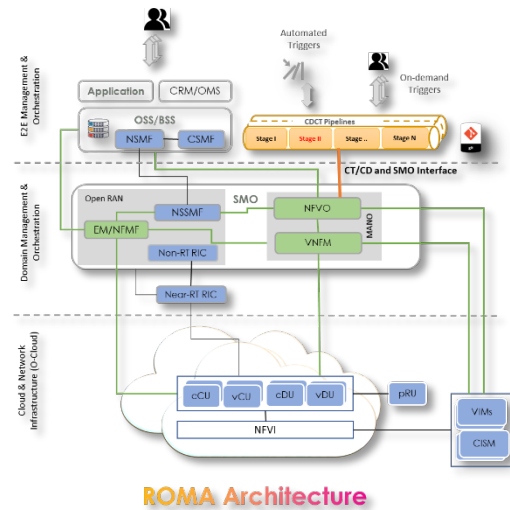 Automated
Triggers
On-demand
Triggers
E2E Management &
Orchestration
Application
CRM/OMS
OSS/BSS
NSMF
CSMF
CDCT Pipelines
Stage I
Stage II
Stage ..
Stage N
CT/CD and SMO Interface
Domain Management &
Orchestration
Open RAN
SMO
NSSMF
NFVO
EM/NFMF
VNFM
MANO
Non-RT RIC
Near-RT RIC
Cloud & Network
Infrastructure (O-Cloud)
cCU
vCU
cDU
vDU
pRU
NFVI
VIMs
CISM
ROMA Architecture